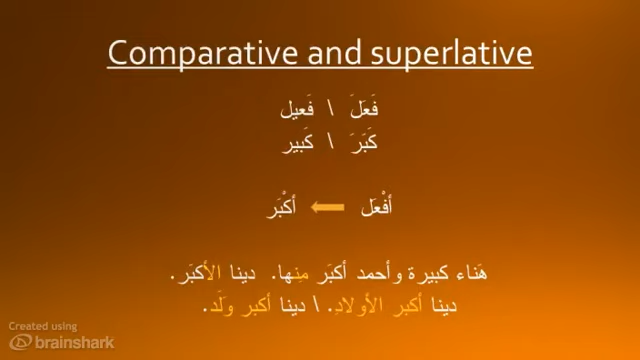 Comparative and superlative
فَعَلَ \ فَعيل
كَبَرَ \ كَبير
أفْعَل ← أكْبَر
هَناء كبيرة وأحمد أكبَر مِنها. دينا الأكبَر.
دينا أكبر الأولادِ. \ دينا أكبر ولَد.
Created using
brainshark